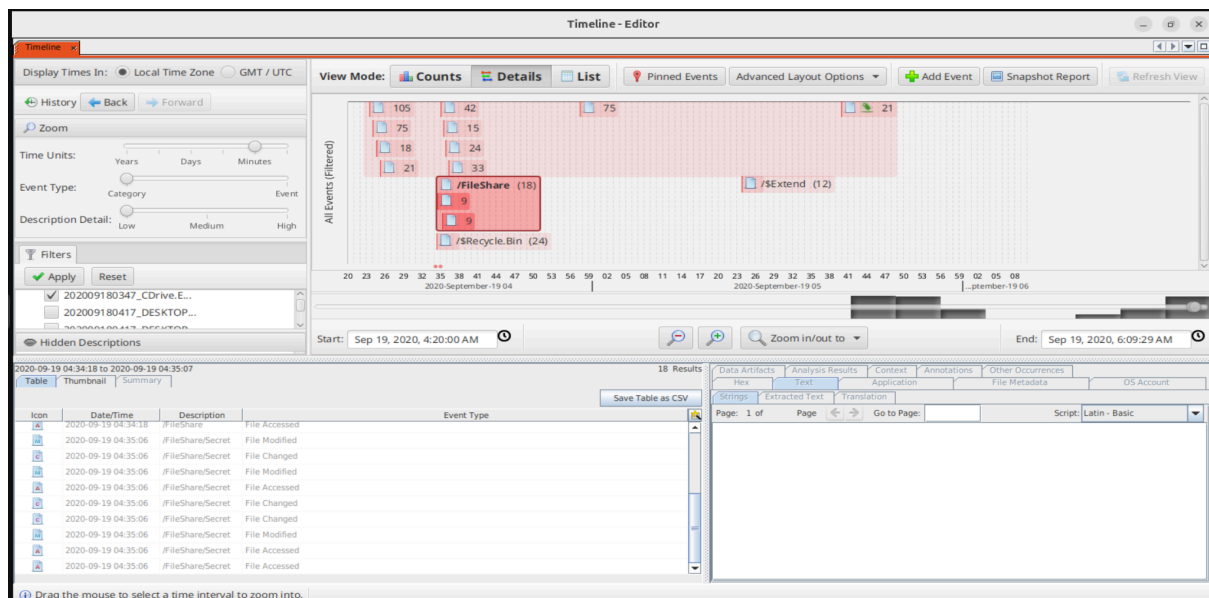 Timeline - Editor
Timeline ×
Display Times In: Local Time Zone GMT / UTC
View Mode: Counts Details List Pinned Events Advanced Layout Options Add Event Snapshot Report Refresh View
History Back Forward
Zoom
Time Units: Years Days Minutes
Event Type: Category Event
Description Detail: Low Medium High
Filters
Apply Reset
202009180347_CDrive.E...
202009180417_DESKTOP...
202009180417_DESKTOP...
Hidden Descriptions
All Events (Filtered)
105 42 75 21
75 15
18 24
21 33
/FileShare (18) /$Extend (12)
9
9
/$Recycle.Bin (24)
20 23 26 29 32 35 38 41 44 47 50 53 56 59 02 05 08 11 14 17 20 23 26 29 32 35 38 41 44 47 50 53 56 59 02 05 08
2020-September-19 04 2020-September-19 05 ...ptember-19 06
Start: Sep 19, 2020, 4:20:00 AM Zoom in/out to End: Sep 19, 2020, 6:09:29 AM
2020-09-19 04:34:18 to 2020-09-19 04:35:07 18 Results
Table Thumbnail Summary
Save Table as CSV
Icon Date/Time Description Event Type
2020-09-19 04:34:18 /FileShare File Accessed
2020-09-19 04:35:06 /FileShare/Secret File Modified
2020-09-19 04:35:06 /FileShare/Secret File Changed
2020-09-19 04:35:06 /FileShare/Secret File Modified
2020-09-19 04:35:06 /FileShare/Secret File Accessed
2020-09-19 04:35:06 /FileShare/Secret File Changed
2020-09-19 04:35:06 /FileShare/Secret File Changed
2020-09-19 04:35:06 /FileShare/Secret File Modified
2020-09-19 04:35:06 /FileShare/Secret File Accessed
2020-09-19 04:35:06 /FileShare/Secret File Accessed
Data Artifacts Analysis Results Context Annotations Other Occurrences
Hex Text Application File Metadata OS Account
Strings Extracted Text Translation
Page: 1 of Page Go to Page: Script: Latin - Basic
Drag the mouse to select a time interval to zoom into.